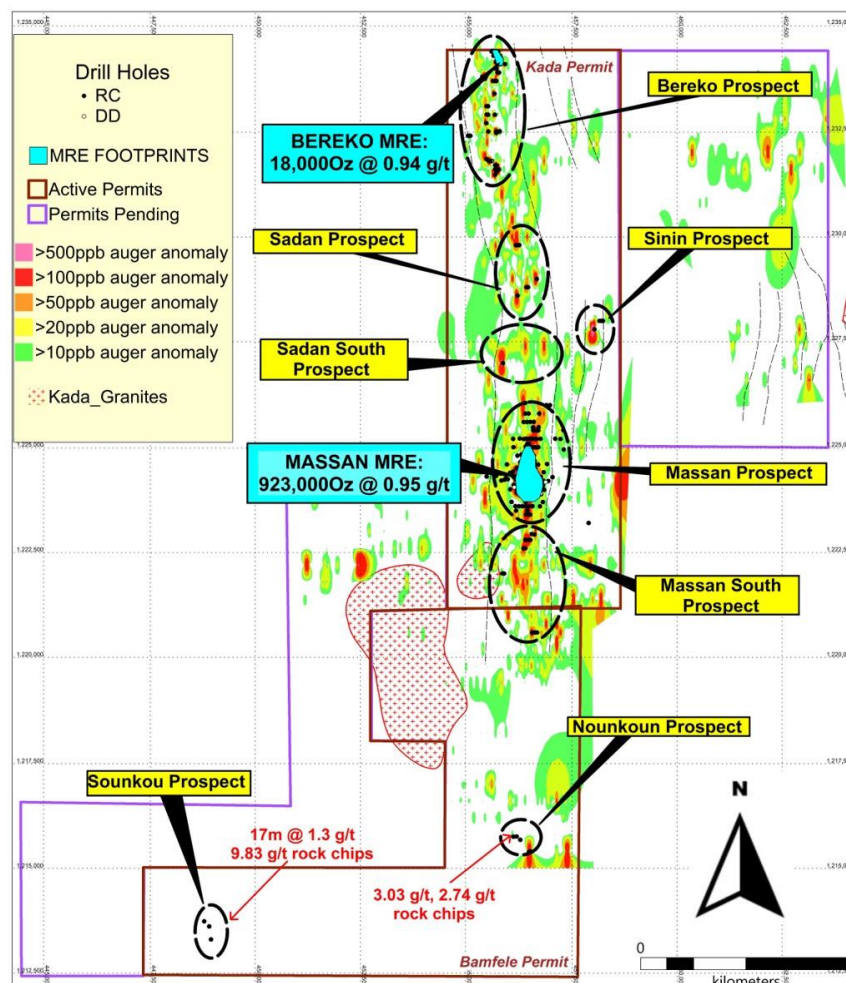 Drill Holes
RC
DD
MRE FOOTPRINTS
Active Permits
Permits Pending
>500ppb auger anomaly
>100ppb auger anomaly
>50ppb auger anomaly
>20ppb auger anomaly
>10ppb auger anomaly
Kada_Granites
Kada Permit
Bereko Prospect
BEREKO MRE:
18,000Oz @ 0.94 g/t
Sadan Prospect
Sinin Prospect
Sadan South
Prospect
MASSAN MRE:
923,000Oz @ 0.95 g/t
Massan Prospect
Massan South
Prospect
Nounkoun Prospect
Sounkou Prospect
17m @ 1.3 g/t
9.83 g/t rock chips
3.03 g/t, 2.74 g/t
rock chips
Bamfele Permit
N
0
kilometers
1,235,000
1,225,000
1,222,500
1,220,000
1,217,500
1,215,000
1,212,500